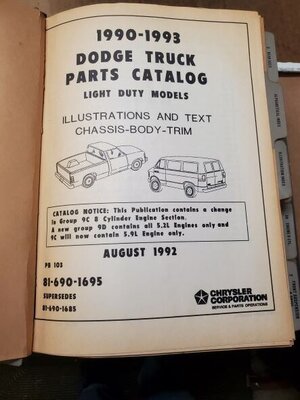 1990-1993
DODGE TRUCK
PARTS CATALOG
LIGHT DUTY MODELS
ILLUSTRATIONS AND TEXT
CHASSIS-BODY-TRIM
CATALOG NOTICE: This Publication contains a change
in Group 9C 8 Cylinder Engine Section.
A new group 9D contains all 5.2L Engines only and
9C will now contain 5.9L Engine only.
AUGUST 1992
PB 103
81-690-1695
SUPERSEDES
81-690-1685
CHRYSLER
CORPORATION
SERVICE & PARTS OPERATIONS